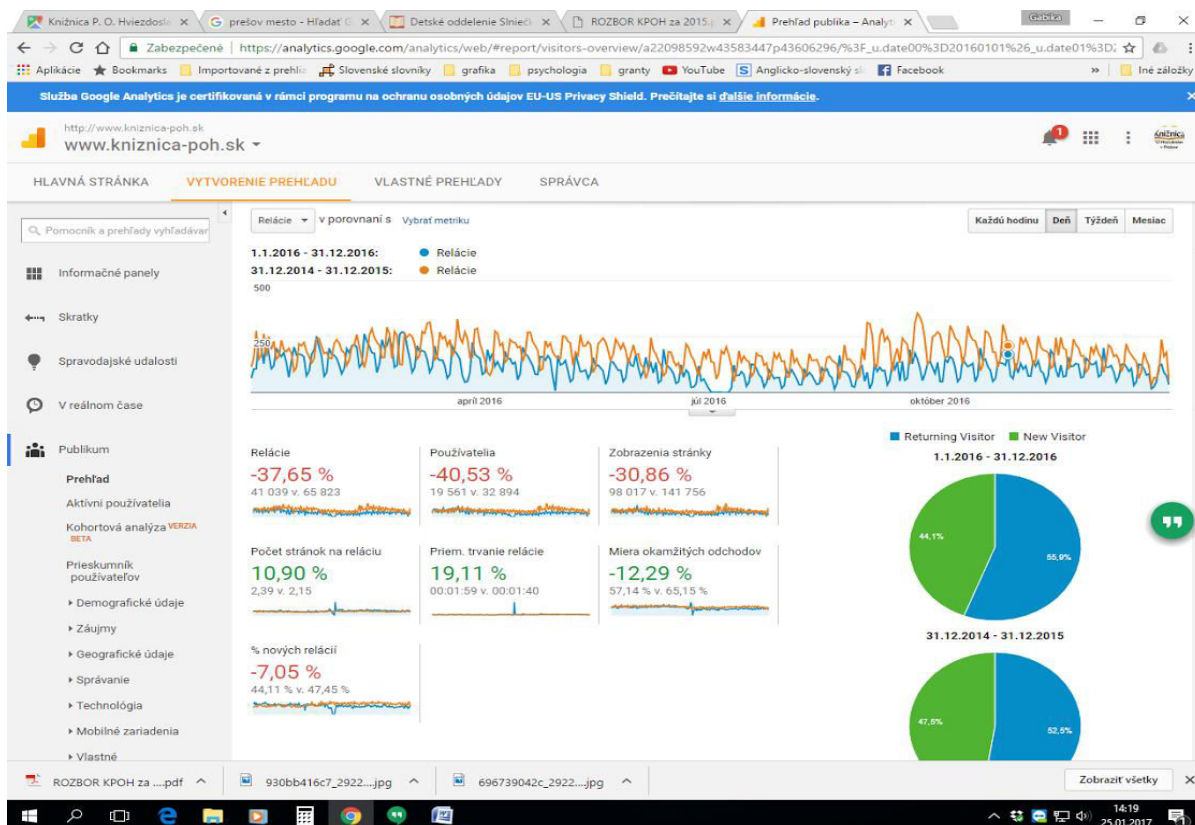 Knižnica P. O. Hviezdosla
prešov mesto - Hľadať G
Detské oddelenie Slnieč
ROZBOR KPOH za 2015.
Prehľad publika – Analyt
Gabika
Zabezpečené
https://analytics.google.com/analytics/web/#report/visitors-overview/a22098592w43583447p43606296/%3F_u.date00%3D20160101%26_u.date01%3D
Aplikácie
Bookmarks
Importované z prehlia
Slovenské slovníky
grafika
psychologia
granty
YouTube
Anglicko-slovenský sl
Facebook
»
Iné záložky
Služba Google Analytics je certifikovaná v rámci programu na ochranu osobných údajov EU-US Privacy Shield. Prečítajte si ďalšie informácie.
http://www.kniznica-poh.sk
www.kniznica-poh.sk
1
knižnica
HLAVNÁ STRÁNKA
VYTVORENIE PREHĽADU
VLASTNÉ PREHĽADY
SPRÁVCA
Pomocník a prehľady vyhľadávan
Informačné panely
Skratky
Spravodajské udalosti
V reálnom čase
Publikum
Prehľad
Aktívni používatelia
Kohortová analýza VERZIA
BETA
Prieskumník
používateľov
Demografické údaje
Záujmy
Geografické údaje
Správanie
Technológia
Mobilné zariadenia
Vlastné
Relácie
v porovnaní s
Vybrať metriku
Každú hodinu
Deň
Týždeň
Mesiac
1.1.2016 - 31.12.2016:
Relácie
31.12.2014 - 31.12.2015:
Relácie
500
250
apríl 2016
júl 2016
október 2016
Relácie
-37,65 %
41 039 v. 65 823
Používatelia
-40,53 %
19 561 v. 32 894
Zobrazenia stránky
-30,86 %
98 017 v. 141 756
Počet stránok na reláciu
10,90 %
2,39 v. 2,15
Priem. trvanie relácie
19,11 %
00:01:59 v. 00:01:40
Miera okamžitých odchodov
-12,29 %
57,14 % v. 65,15 %
% nových relácií
-7,05 %
44,11 % v. 47,45 %
Returning Visitor
New Visitor
1.1.2016 - 31.12.2016
44,1%
55,9%
31.12.2014 - 31.12.2015
47,5%
52,5%
ROZBOR KPOH za ....pdf
930bb416c7_2922....jpg
696739042c_2922....jpg
Zobraziť všetky
14:19
25.01.2017